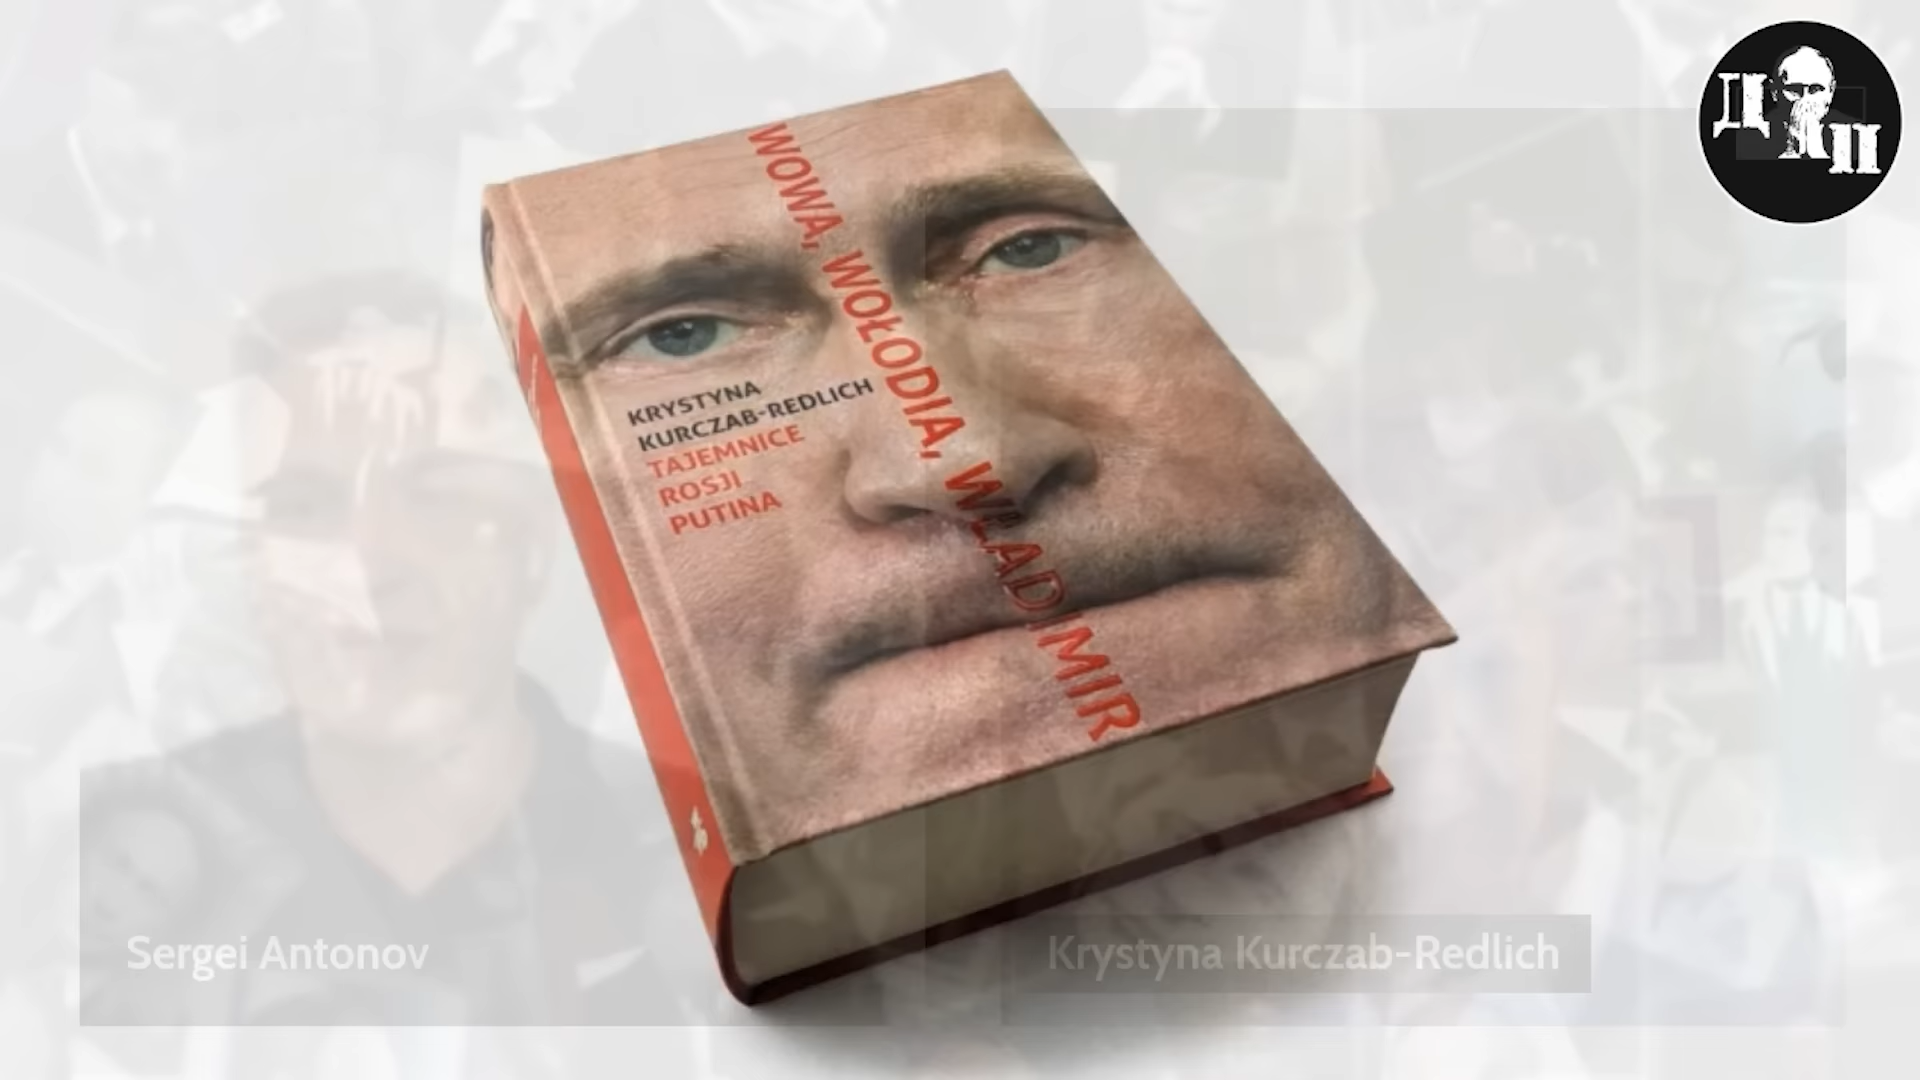 WOWA, WOŁODIA, WŁADIMIR
KRYSTYNA
KURCZAB-REDLICH
TAJEMNICE
ROSJI
PUTINA
Д Х П
Sergei Antonov
Krystyna Kurczab-Redlich